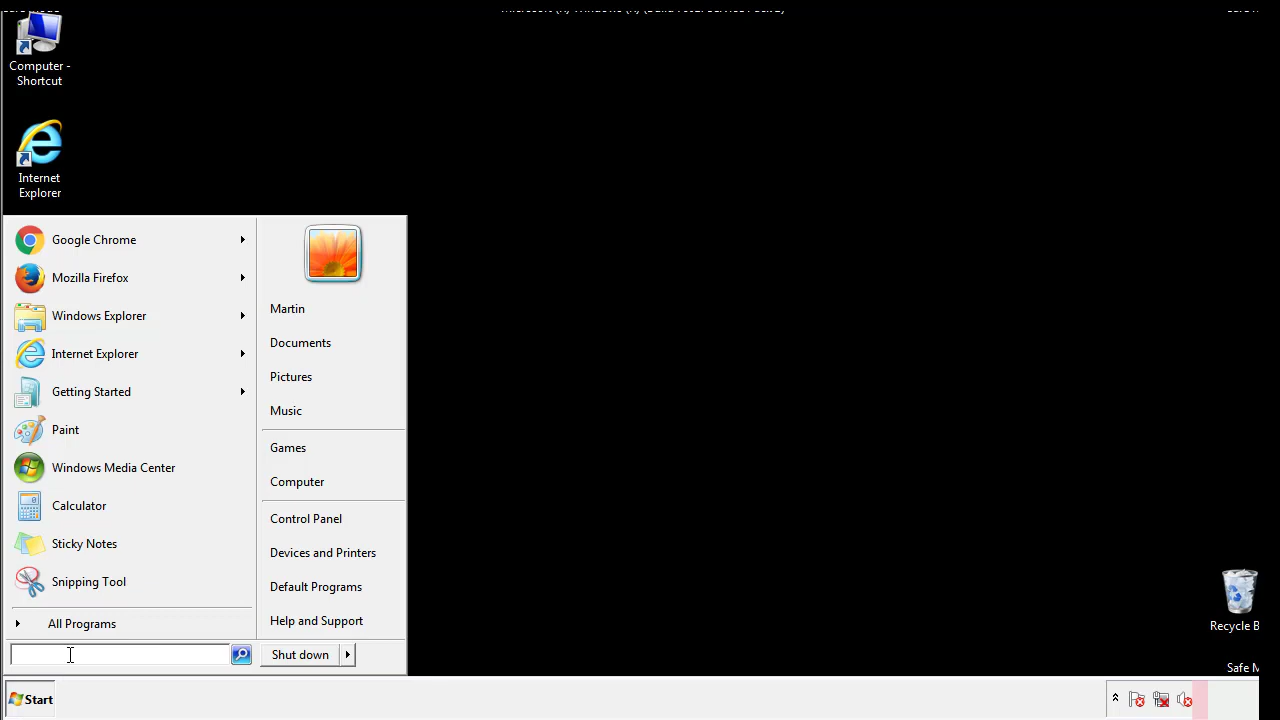 Computer -
Shortcut
Internet
Explorer
Google Chrome
Mozilla Firefox
Windows Explorer
Internet Explorer
Getting Started
Paint
Windows Media Center
Calculator
Sticky Notes
Snipping Tool
All Programs
Martin
Documents
Pictures
Music
Games
Computer
Control Panel
Devices and Printers
Default Programs
Help and Support
Shut down
Recycle B
Safe M
Start